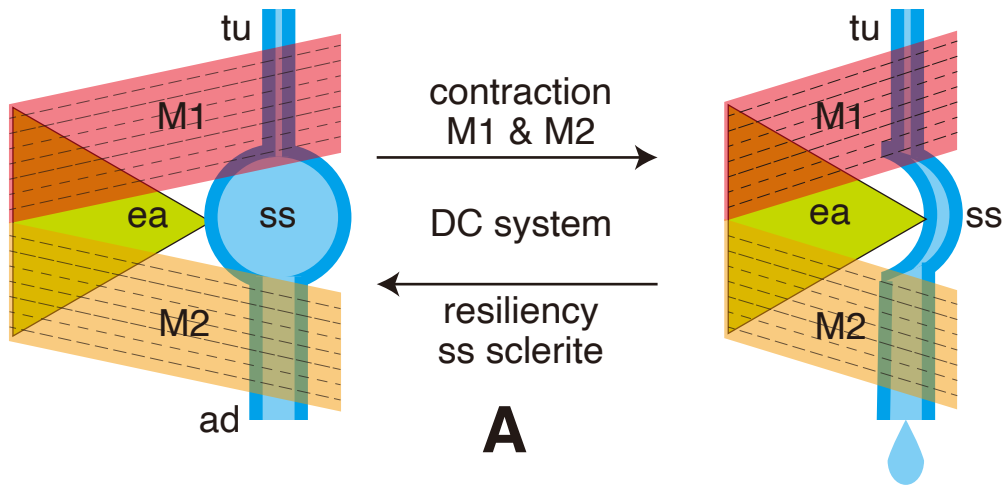 tu
M1
ea
ss
M2
ad
contraction
M1 & M2
DC system
resiliency
ss sclerite
A
tu
M1
ea
ss
M2